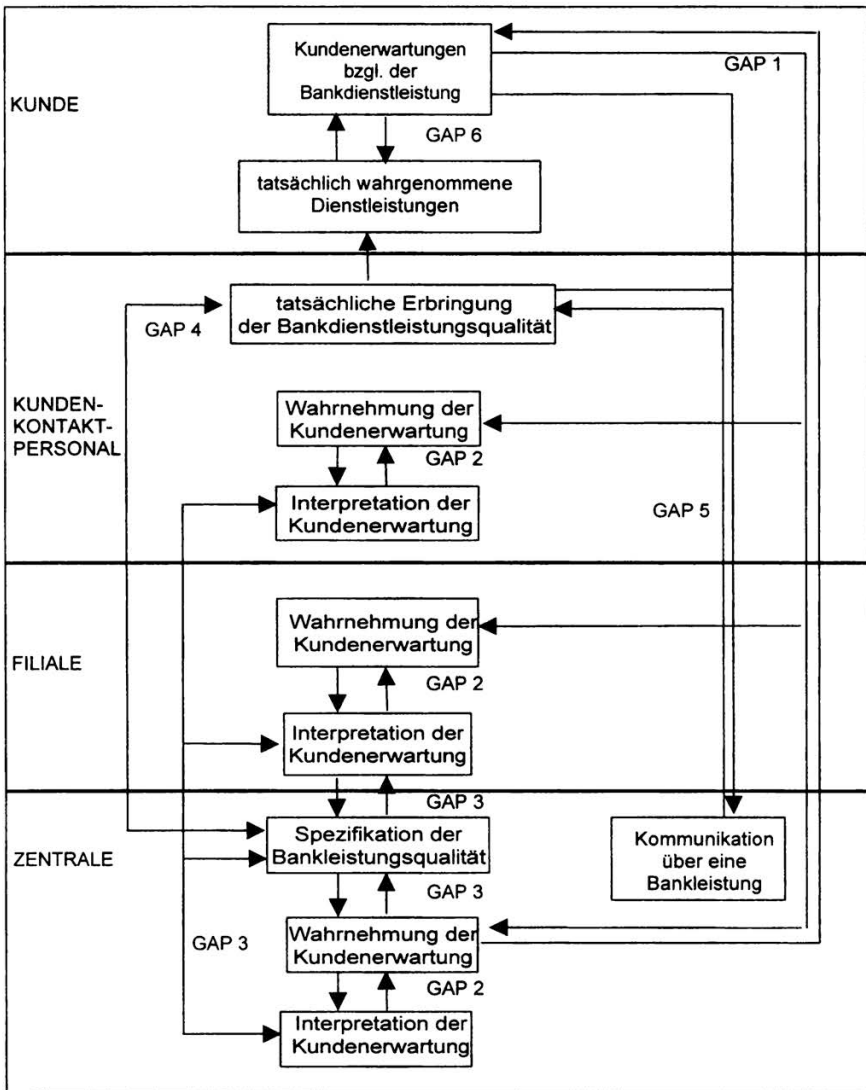 Kundenerwartungen
bzgl. der
Bankdienstleistung
GAP 1
KUNDE
GAP 6
tatsächlich wahrgenommene
Dienstleistungen
tatsächliche Erbringung
der Bankdienstleistungsqualität
GAP 4
KUNDEN-
KONTAKT-
PERSONAL
Wahrnehmung der
Kundenerwartung
GAP 2
Interpretation der
Kundenerwartung
GAP 5
Wahrnehmung der
Kundenerwartung
FILIALE
GAP 2
Interpretation der
Kundenerwartung
GAP 3
ZENTRALE
Spezifikation der
Bankleistungsqualität
Kommunikation
über eine
Bankleistung
GAP 3
GAP 3
Wahrnehmung der
Kundenerwartung
GAP 2
Interpretation der
Kundenerwartung